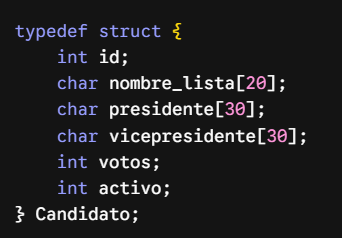 typedef struct {
    int id;
    char nombre_lista[20];
    char presidente[30];
    char vicepresidente[30];
    int votos;
    int activo;
} Candidato;